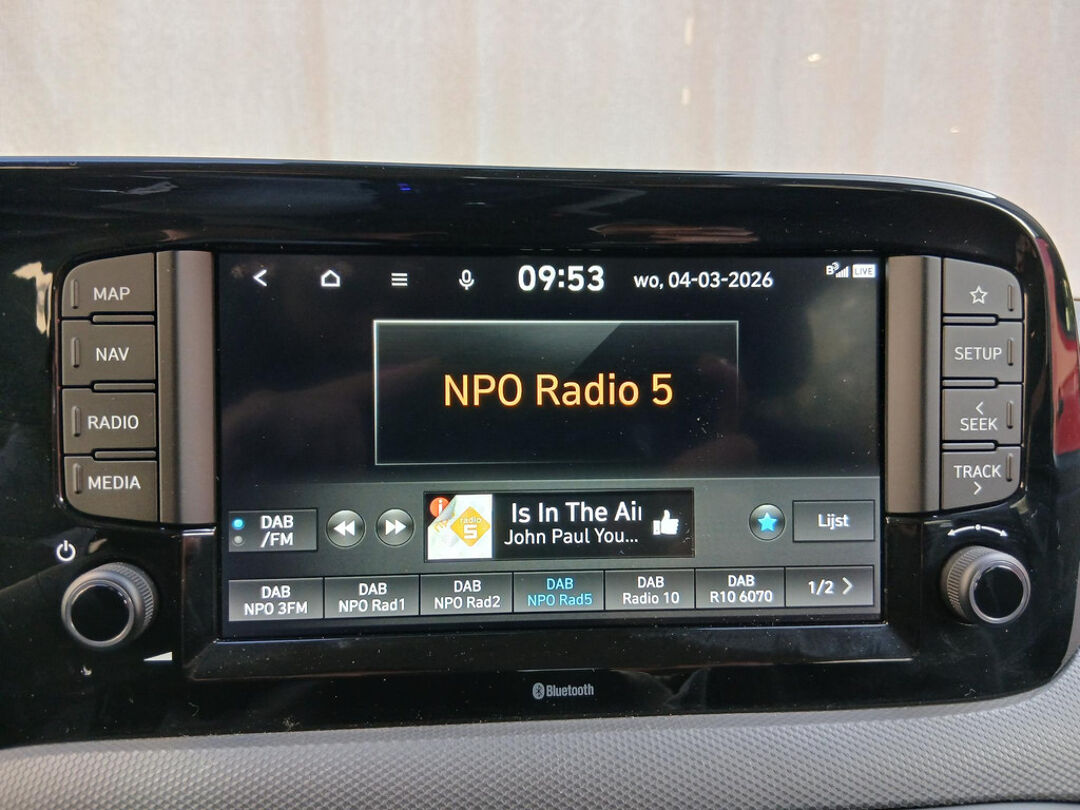 09:53 wo, 04-03-2026
LIVE
MAP
NAV
RADIO
MEDIA
NPO Radio 5
SETUP
SEEK
TRACK
DAB
/FM
radio
5
Is In The Ai
John Paul You...
Lijst
DAB
NPO 3FM
DAB
NPO Rad1
DAB
NPO Rad2
DAB
NPO Rad5
DAB
Radio 10
DAB
R10 6070
1/2
Bluetooth